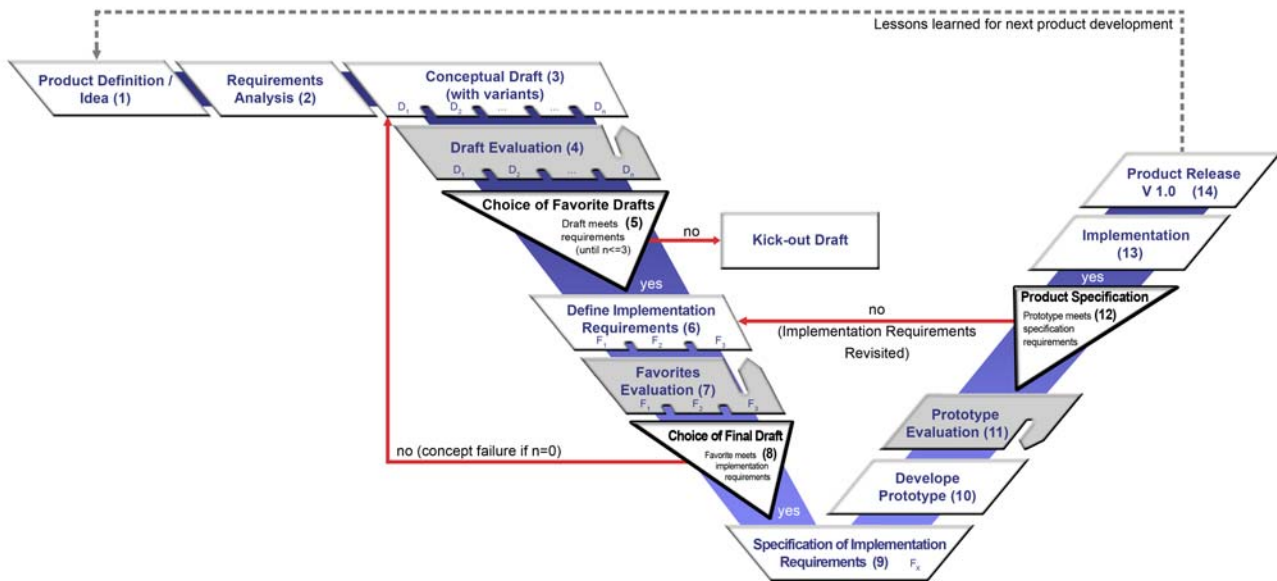 Lessons learned for next product development
Product Definition /
Idea (1)
Requirements
Analysis (2)
Conceptual Draft (3)
(with variants)
D1 D2 ... ... Dn
Draft Evaluation (4)
D1 D2 ... Dn
Choice of Favorite Drafts
Draft meets (5)
requirements
(until n<=3)
no
Kick-out Draft
yes
Define Implementation
Requirements (6)
F1 F2 F3
Favorites
Evaluation (7)
F1 F2 F3
Choice of Final Draft
Favorite meets (8)
implementation
requirements
no (concept failure if n=0)
yes
Specification of Implementation
Requirements (9) Fx
Develope
Prototype (10)
Prototype
Evaluation (11)
Product Specification
Prototype meets (12)
specification
requirements
no
(Implementation Requirements
Revisited)
yes
Implementation
(13)
Product Release
V 1.0 (14)